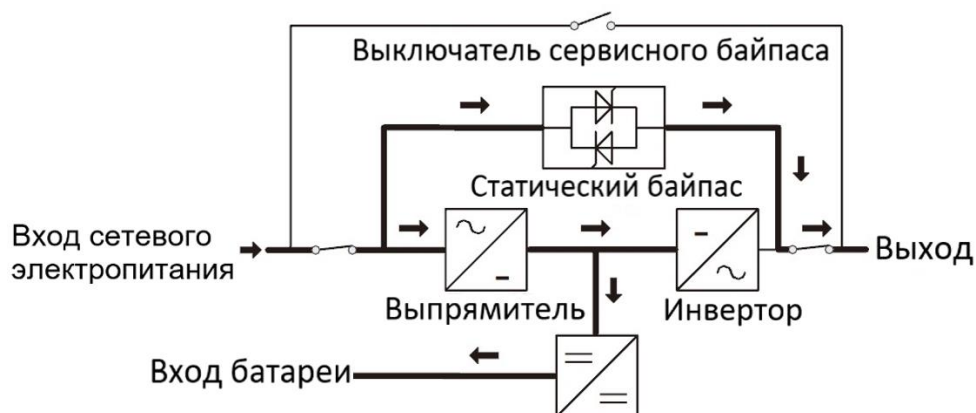 Выключатель сервисного байпаса
Статический байпас
Вход сетевого
электропитания
Выход
Выпрямитель
Инвертор
Вход батареи